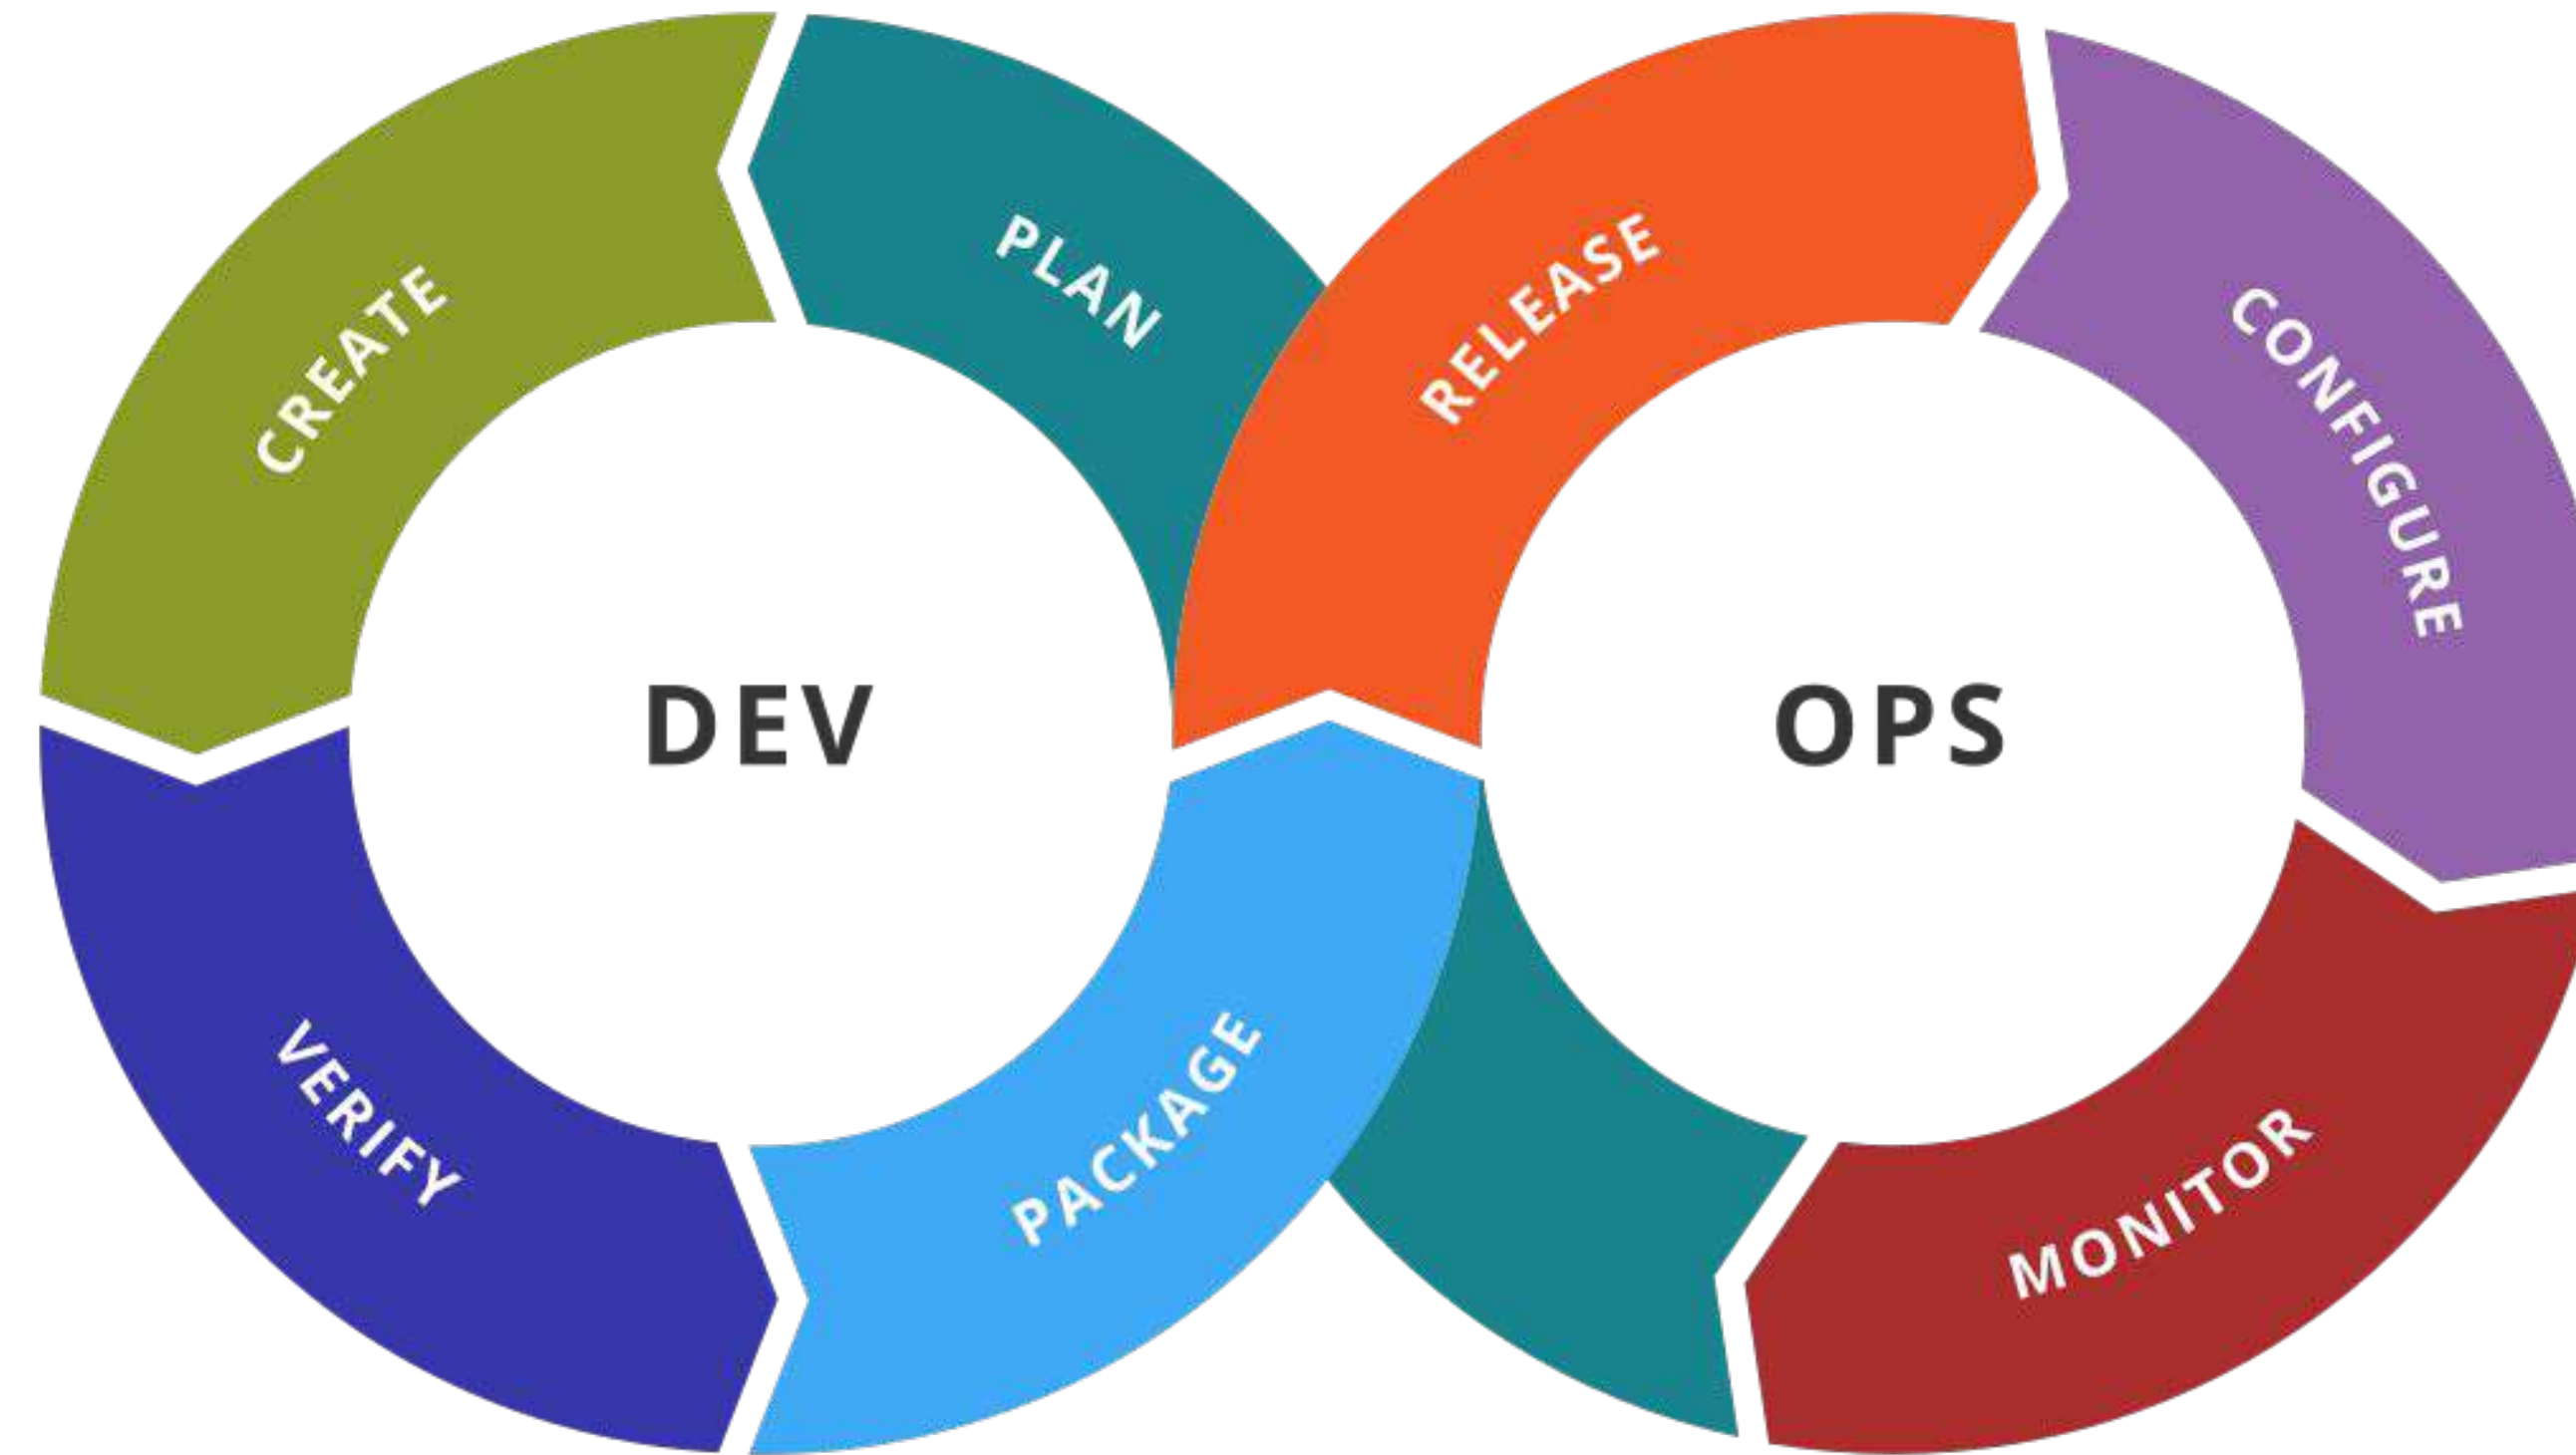 PLAN
CREATE
VERIFY
PACKAGE
RELEASE
CONFIGURE
MONITOR
DEV
OPS